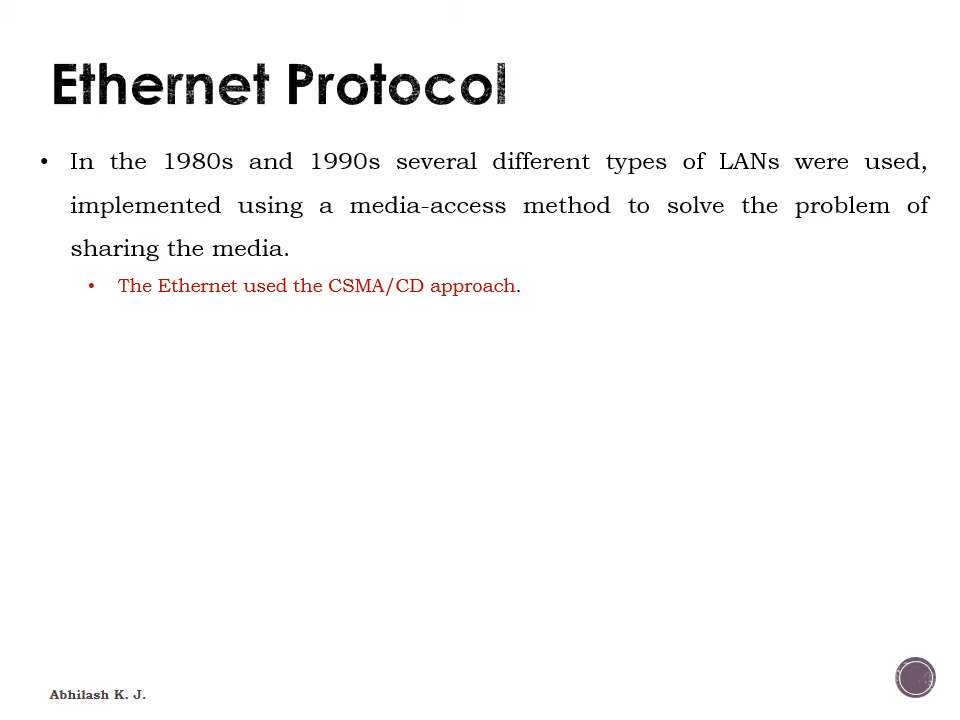 Ethernet Protocol
• In the 1980s and 1990s several different types of LANs were used,
implemented using a media-access method to solve the problem of
sharing the media.
• The Ethernet used the CSMA/CD approach.
Abhilash K. J.